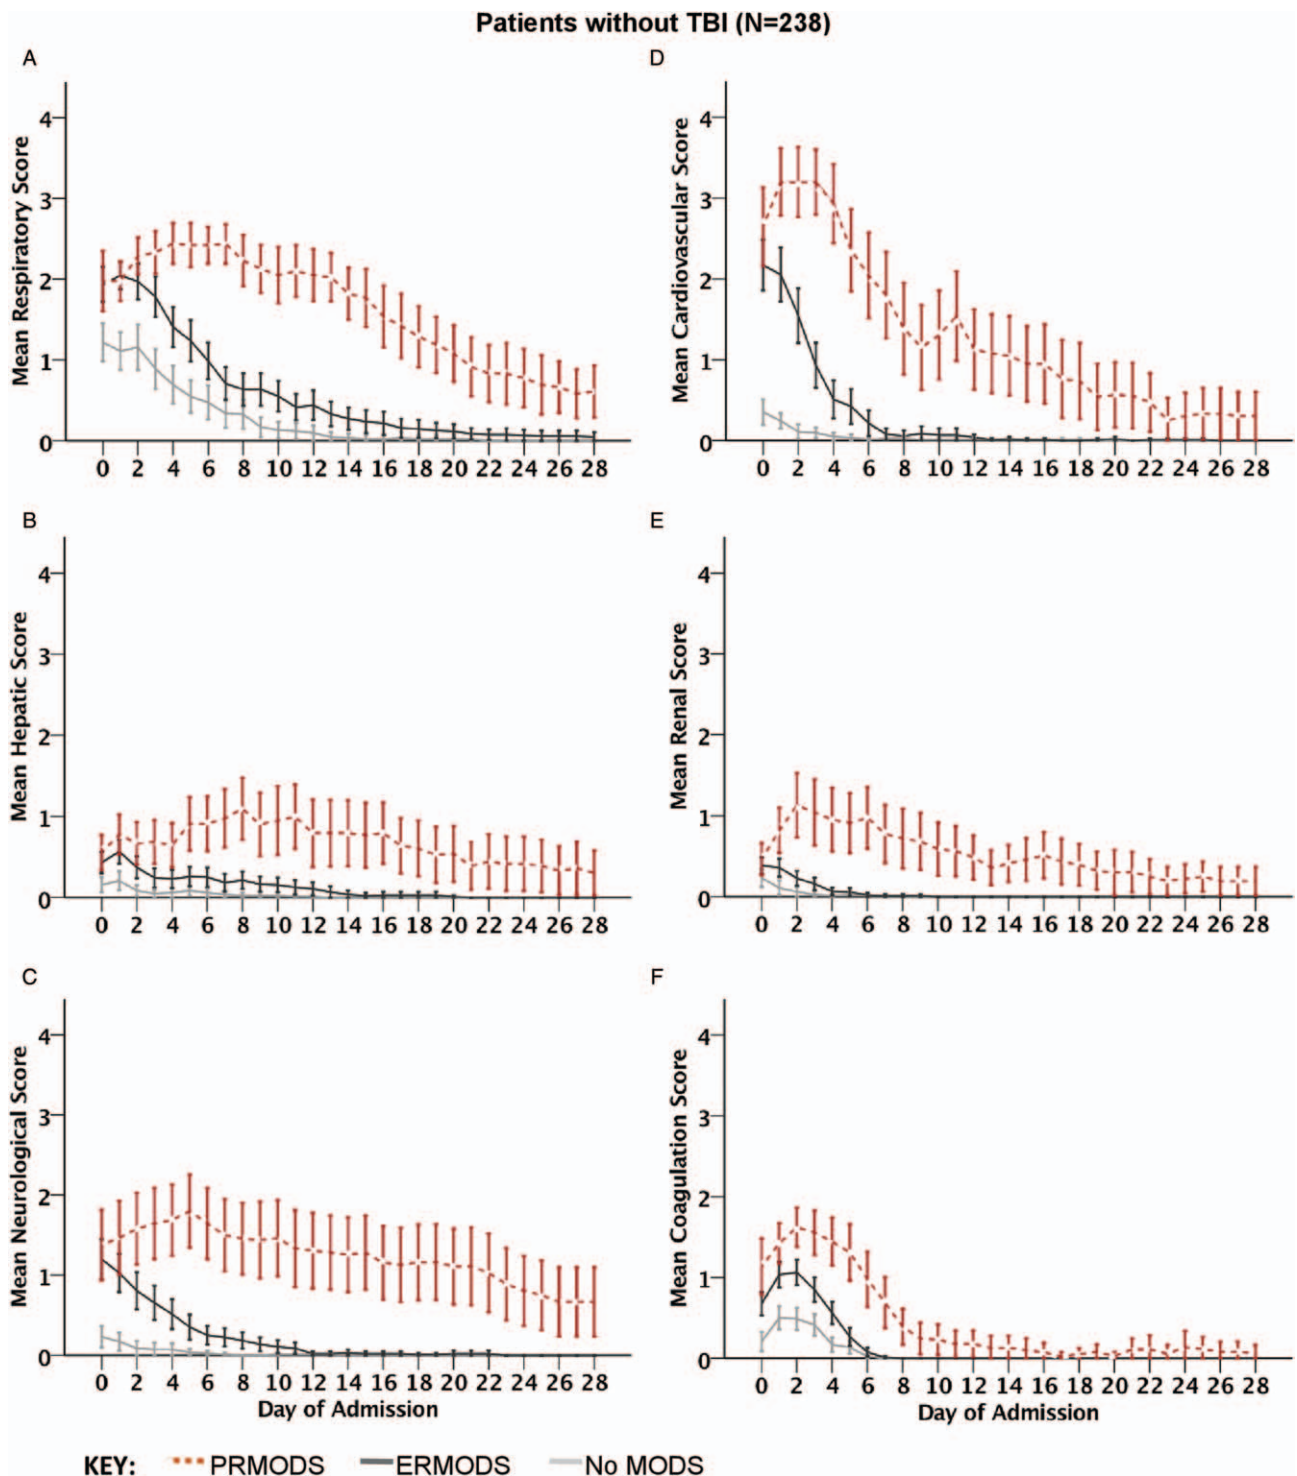 Patients without TBI (N=238)
A
Mean Respiratory Score
4
3
2
1
0
0 2 4 6 8 10 12 14 16 18 20 22 24 26 28
D
Mean Cardiovascular Score
4
3
2
1
0
0 2 4 6 8 10 12 14 16 18 20 22 24 26 28
B
Mean Hepatic Score
4
3
2
1
0
0 2 4 6 8 10 12 14 16 18 20 22 24 26 28
E
Mean Renal Score
4
3
2
1
0
0 2 4 6 8 10 12 14 16 18 20 22 24 26 28
C
Mean Neurological Score
4
3
2
1
0
0 2 4 6 8 10 12 14 16 18 20 22 24 26 28
Day of Admission
F
Mean Coagulation Score
4
3
2
1
0
0 2 4 6 8 10 12 14 16 18 20 22 24 26 28
Day of Admission
KEY: PRMODS ERMODS No MODS